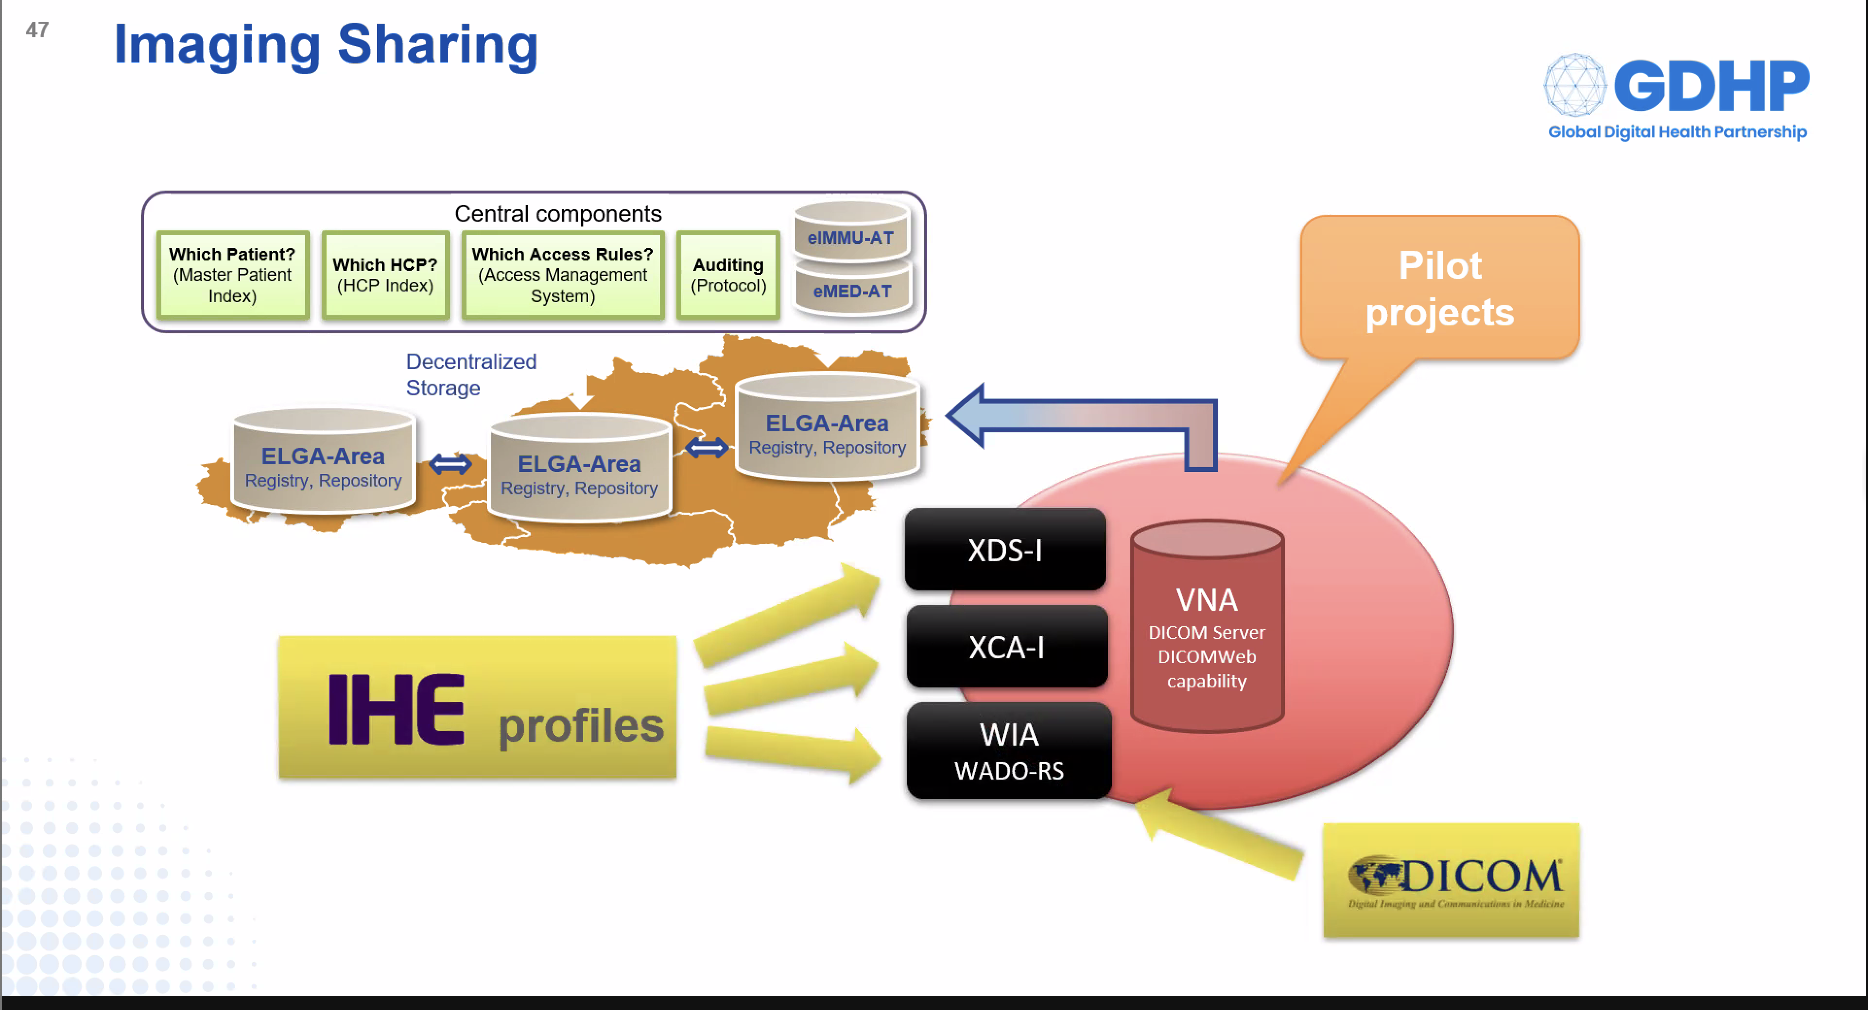 47
Imaging Sharing
GDHP
Global Digital Health Partnership
Central components
Which Patient?
(Master Patient
Index)
Which HCP?
(HCP Index)
Which Access Rules?
(Access Management
System)
Auditing
(Protocol)
eIMMU-AT
eMED-AT
Pilot
projects
Decentralized
Storage
ELGA-Area
Registry, Repository
ELGA-Area
Registry, Repository
ELGA-Area
Registry, Repository
XDS-I
XCA-I
WIA
WADO-RS
VNA
DICOM Server
DICOMWeb
capability
IHE profiles
DICOM®
Digital Imaging and Communications in Medicine